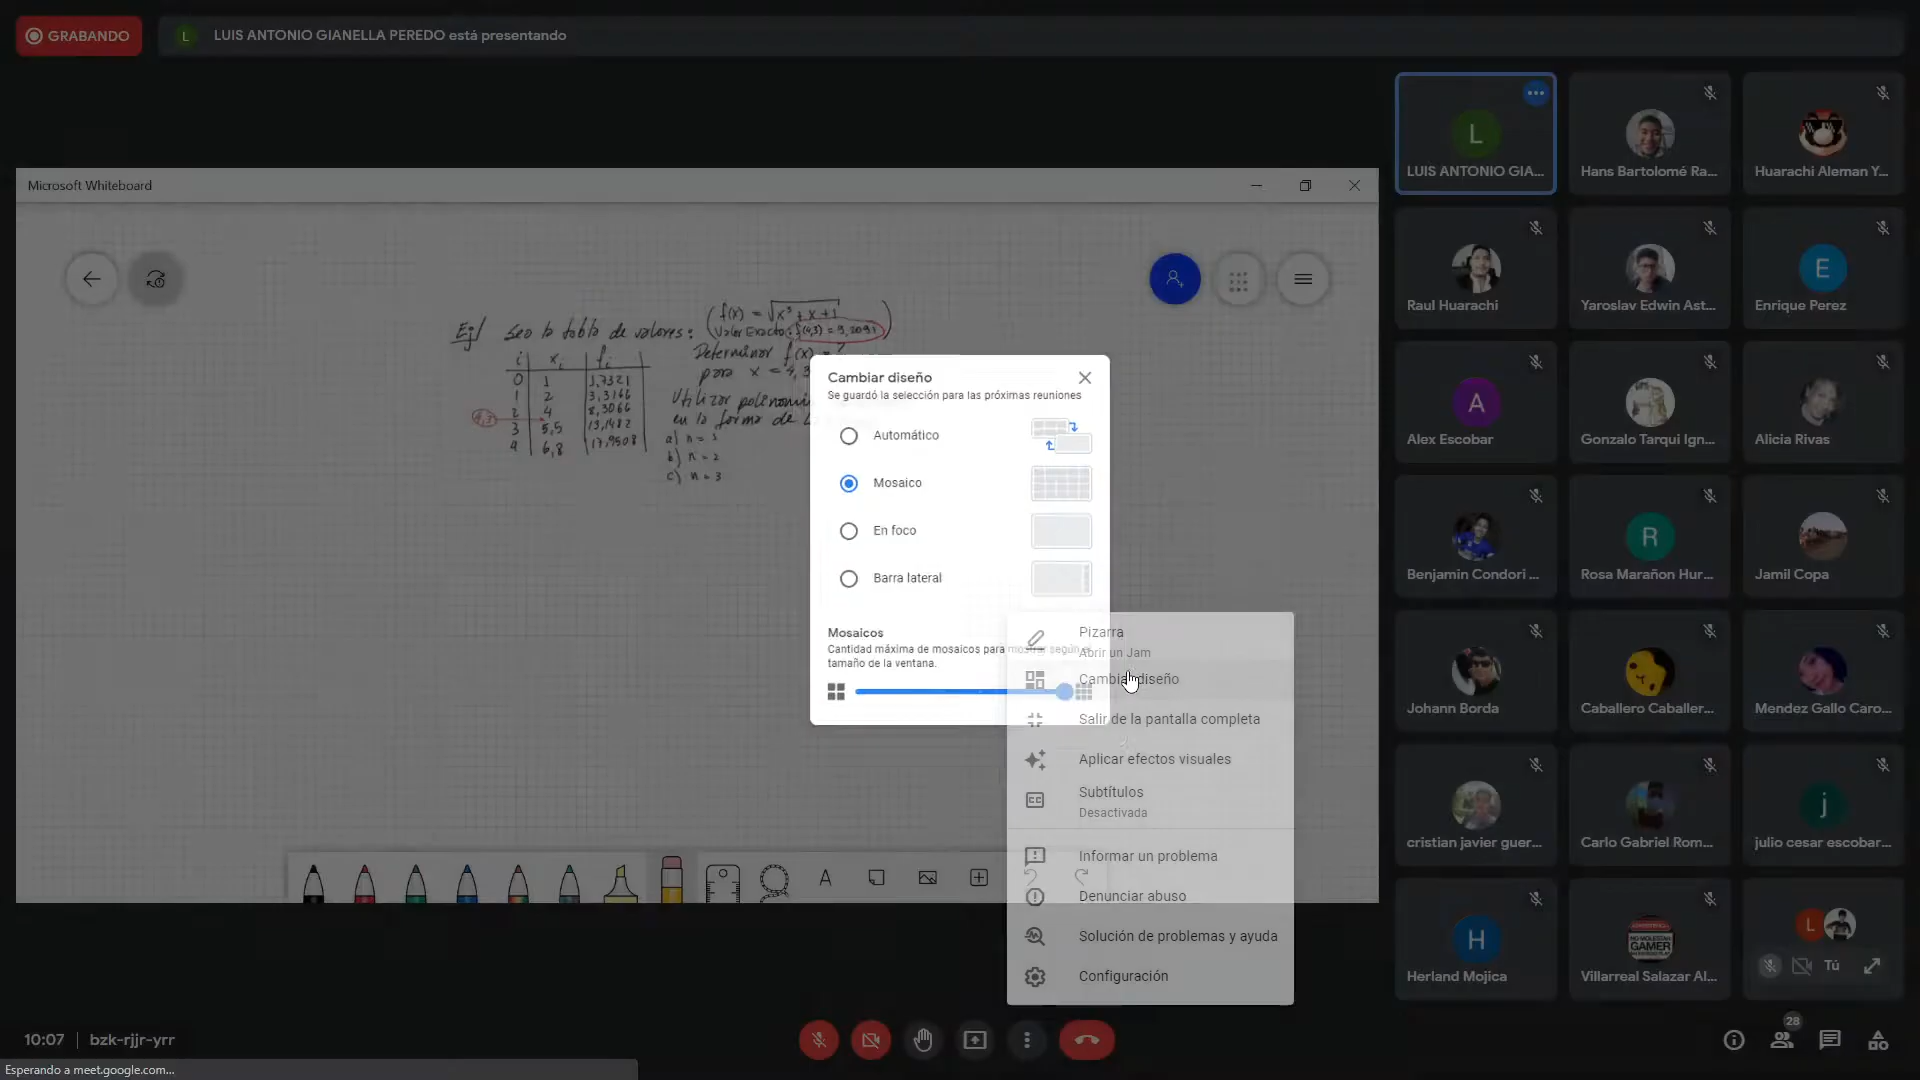 GRABANDO
L LUIS ANTONIO GIANELLA PEREDO está presentando
Microsoft Whiteboard
Ej/ Sea la tabla de valores:
Valor Exacto: f(4,3) = 9,2091
i xi fi
0 1 1,7321
1 2 3,3166
2 4 8,3066
3 5,5 13,1482
4 6,8 17,9508
4,3
Determinar f(x) = ?
para x = 4,3
Utilizar polinomi
en la forma de
a) n = 1
b) n = 2
c) n = 3
Cambiar diseño
Se guardó la selección para las próximas reuniones
Automático
Mosaico
En foco
Barra lateral
Mosaicos
Cantidad máxima de mosaicos para mostrar según
tamaño de la ventana.
Pizarra
Abrir un Jam
Cambiar diseño
Salir de la pantalla completa
Aplicar efectos visuales
Subtítulos
Desactivada
Informar un problema
Denunciar abuso
Solución de problemas y ayuda
Configuración
L
LUIS ANTONIO GIA...
Hans Bartolomé Ra...
Huarachi Aleman Y...
Raul Huarachi
Yaroslav Edwin Ast...
E
Enrique Perez
A
Alex Escobar
Gonzalo Tarqui Ign...
Alicia Rivas
Benjamin Condori ...
R
Rosa Marañon Hur...
Jamil Copa
Johann Borda
Caballero Caballer...
Mendez Gallo Caro...
cristian javier guer...
Carlo Gabriel Rom...
j
julio cesar escobar...
H
Herland Mojica
GAMER
Villarreal Salazar Al...
L
Tú
10:07 | bzk-rjjr-yrr
28
Esperando a meet.google.com...